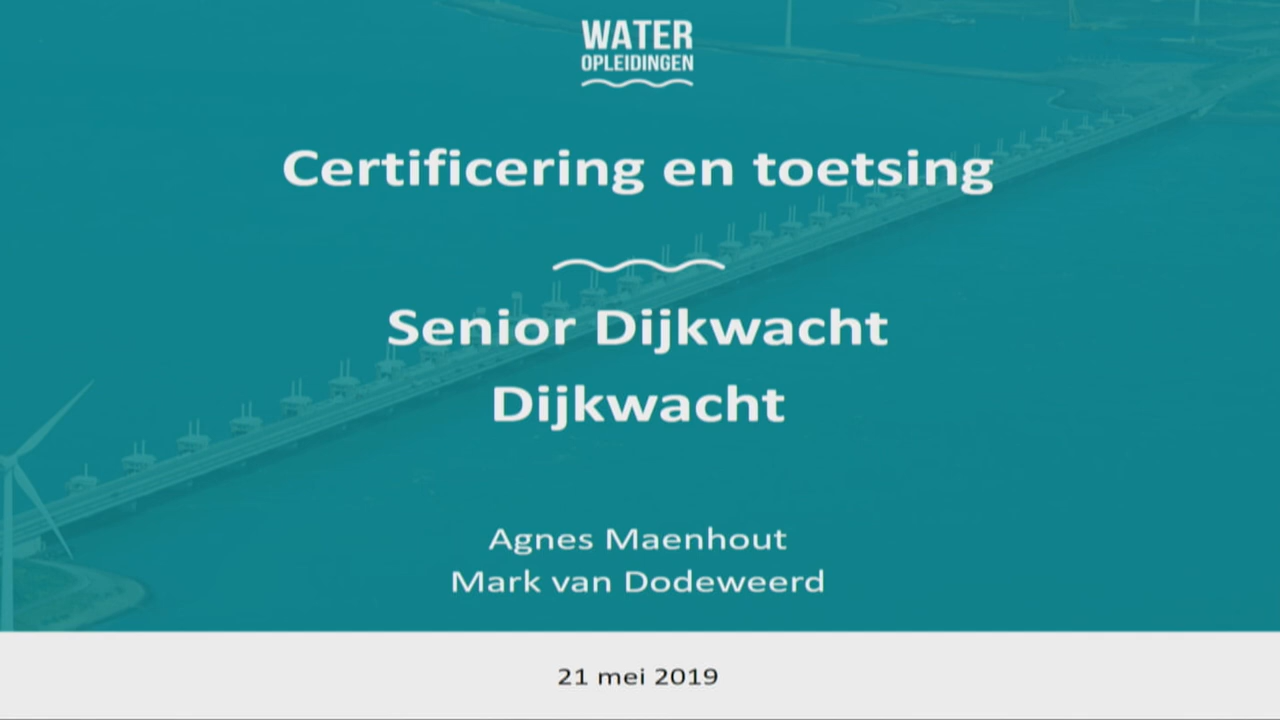 WATER
OPLEIDINGEN
Certificering en toetsing
Senior Dijkwacht
Dijkwacht
Agnes Maenhout
Mark van Dodeweerd
21 mei 2019